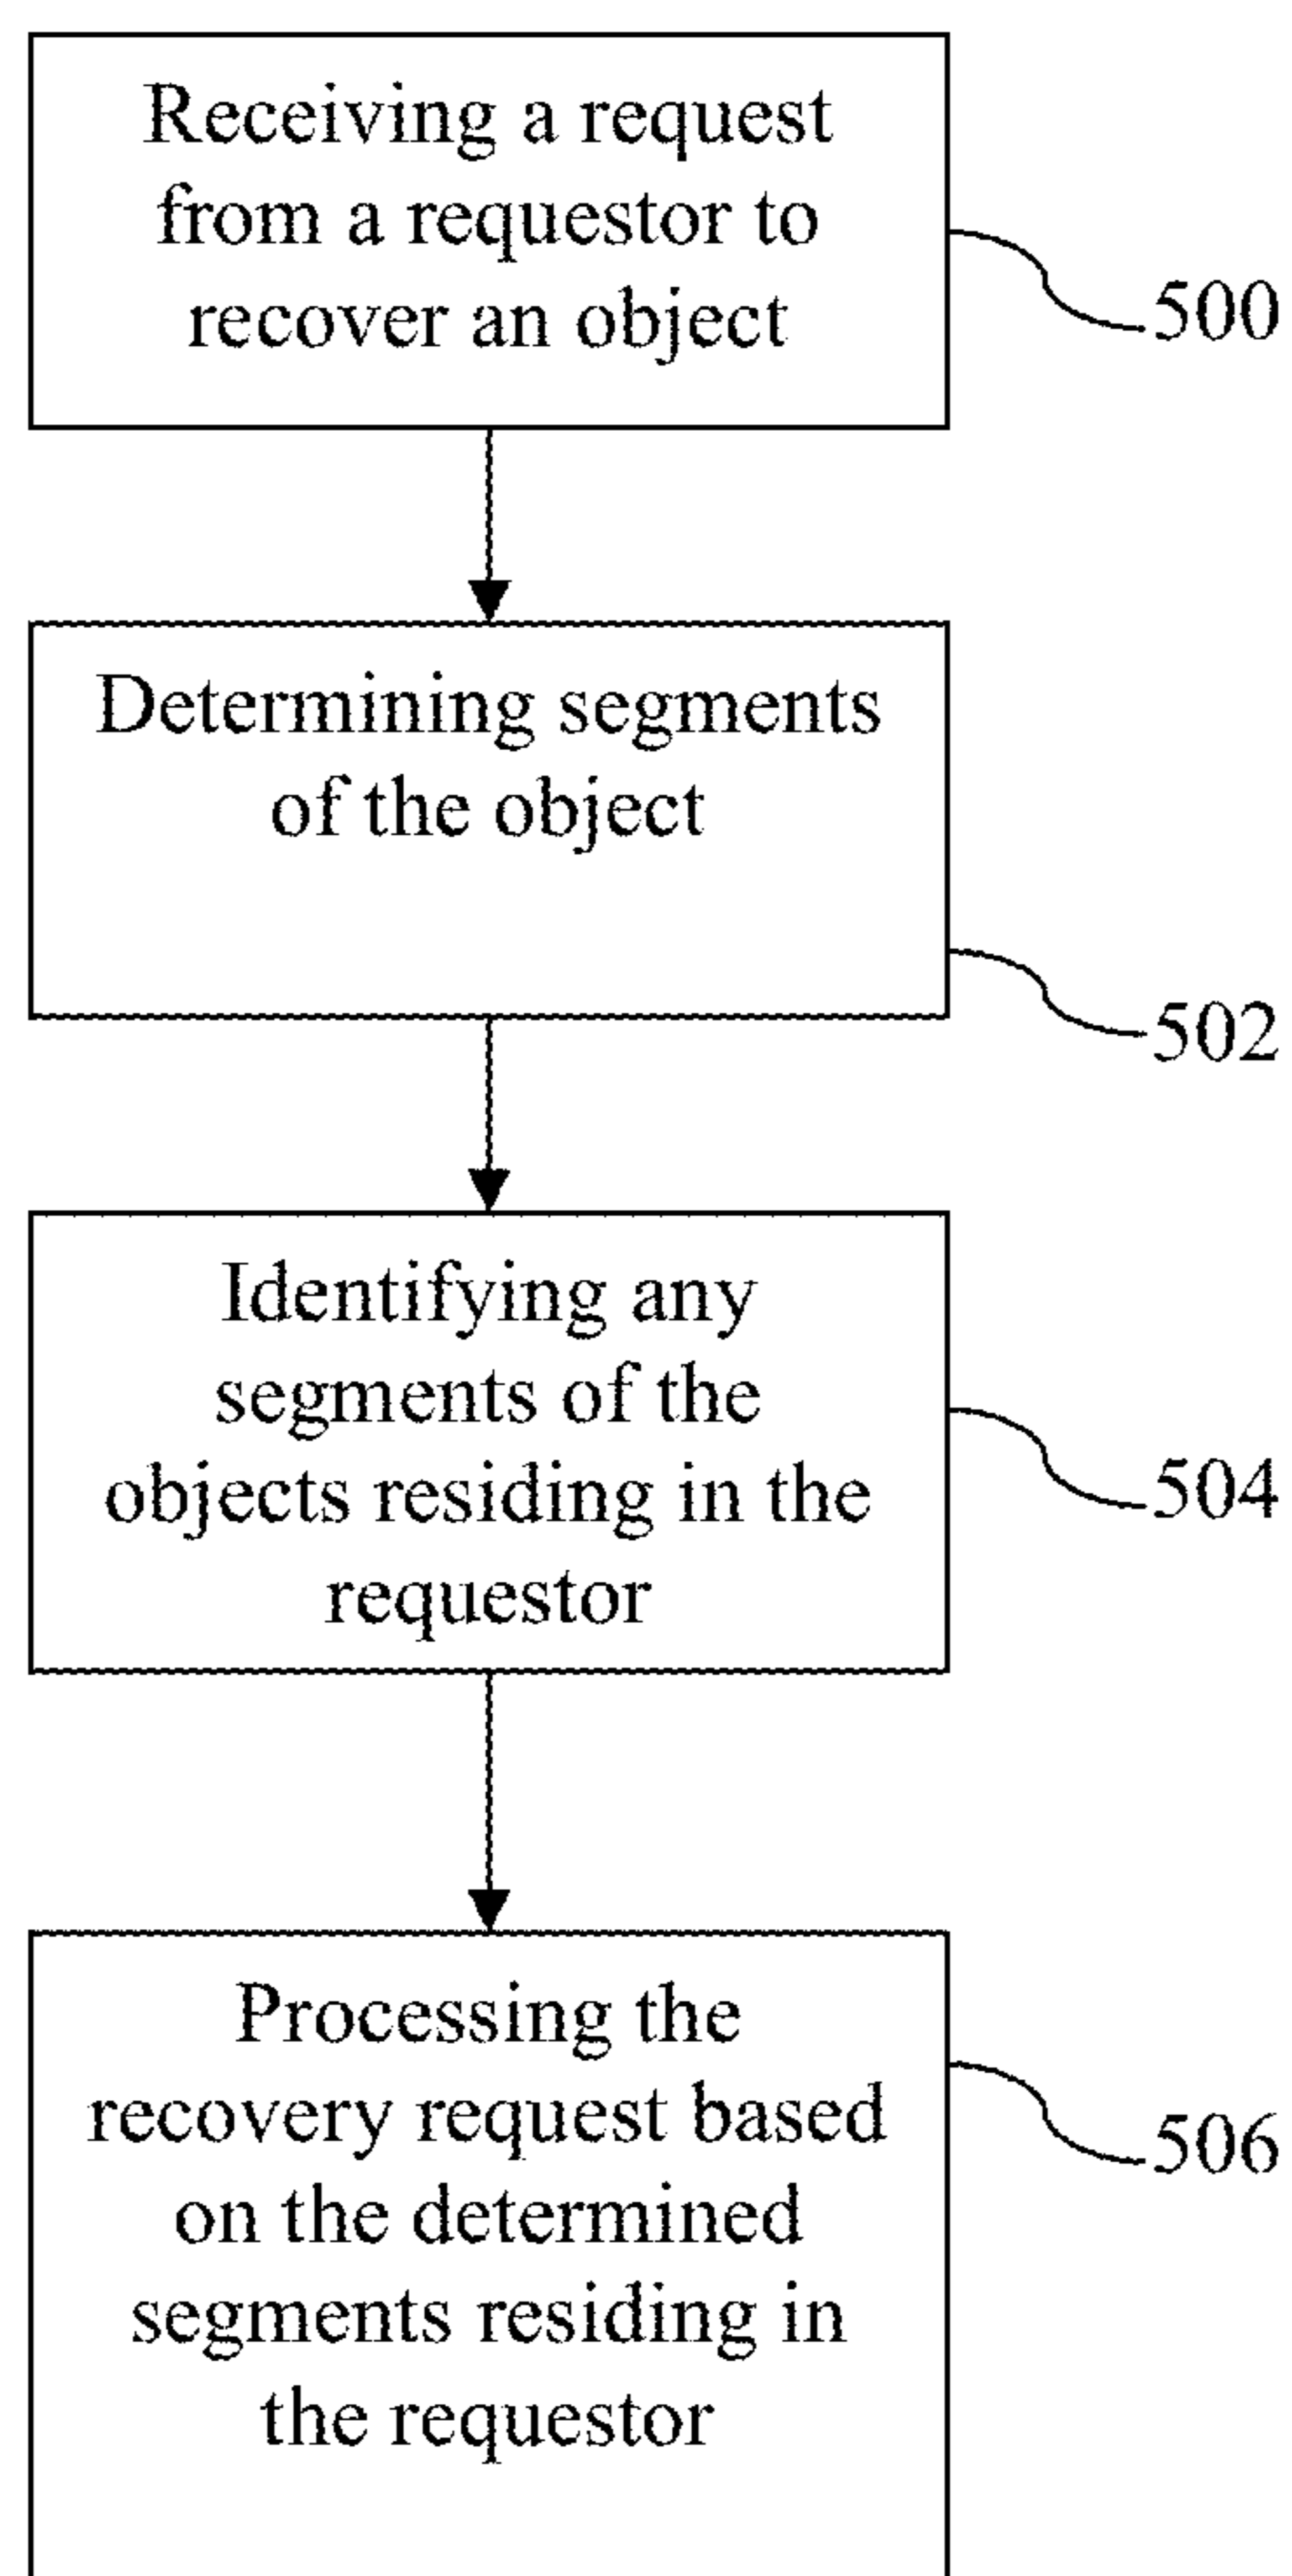 Receiving a request
from a requestor to
recover an object
500
Determining segments
of the object
502
Identifying any
segments of the
objects residing in the
requestor
504
Processing the
recovery request based
on the determined
segments residing in
the requestor
506